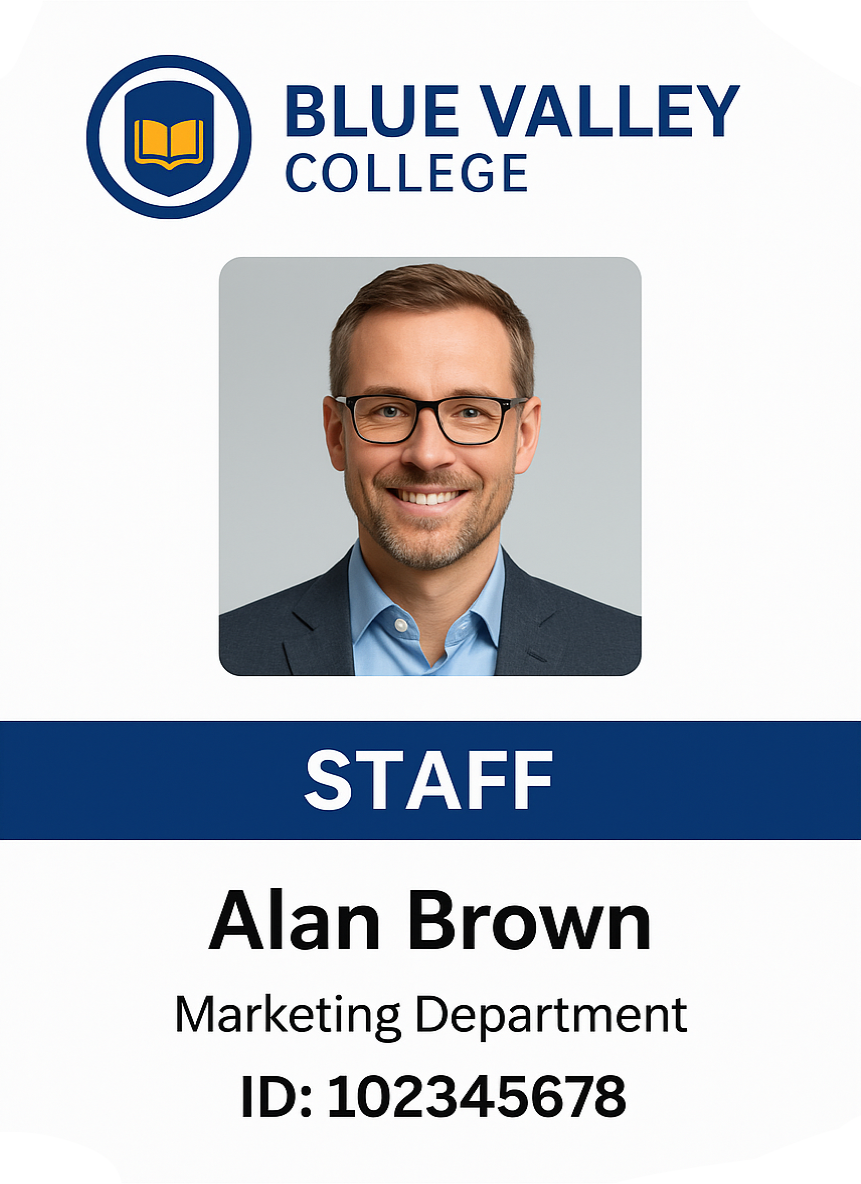 BLUE VALLEY
COLLEGE
STAFF
Alan Brown
Marketing Department
ID: 102345678